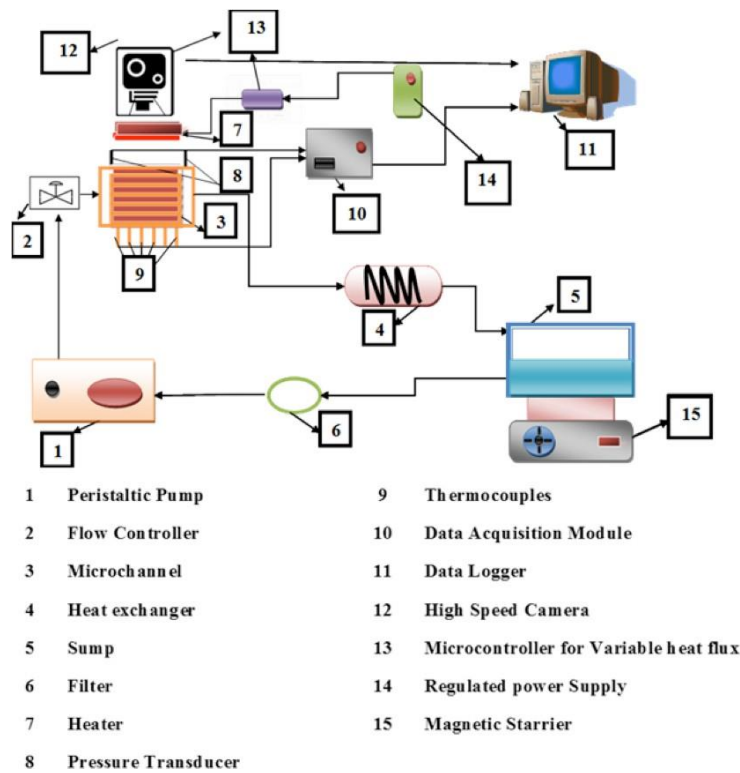 12
13
7
8
11
14
10
2
3
9
4
5
1
6
15
1 Peristaltic Pump
2 Flow Controller
3 Microchannel
4 Heat exchanger
5 Sump
6 Filter
7 Heater
8 Pressure Transducer
9 Thermocouples
10 Data Acquisition Module
11 Data Logger
12 High Speed Camera
13 Microcontroller for Variable heat flux
14 Regulated power Supply
15 Magnetic Starrier